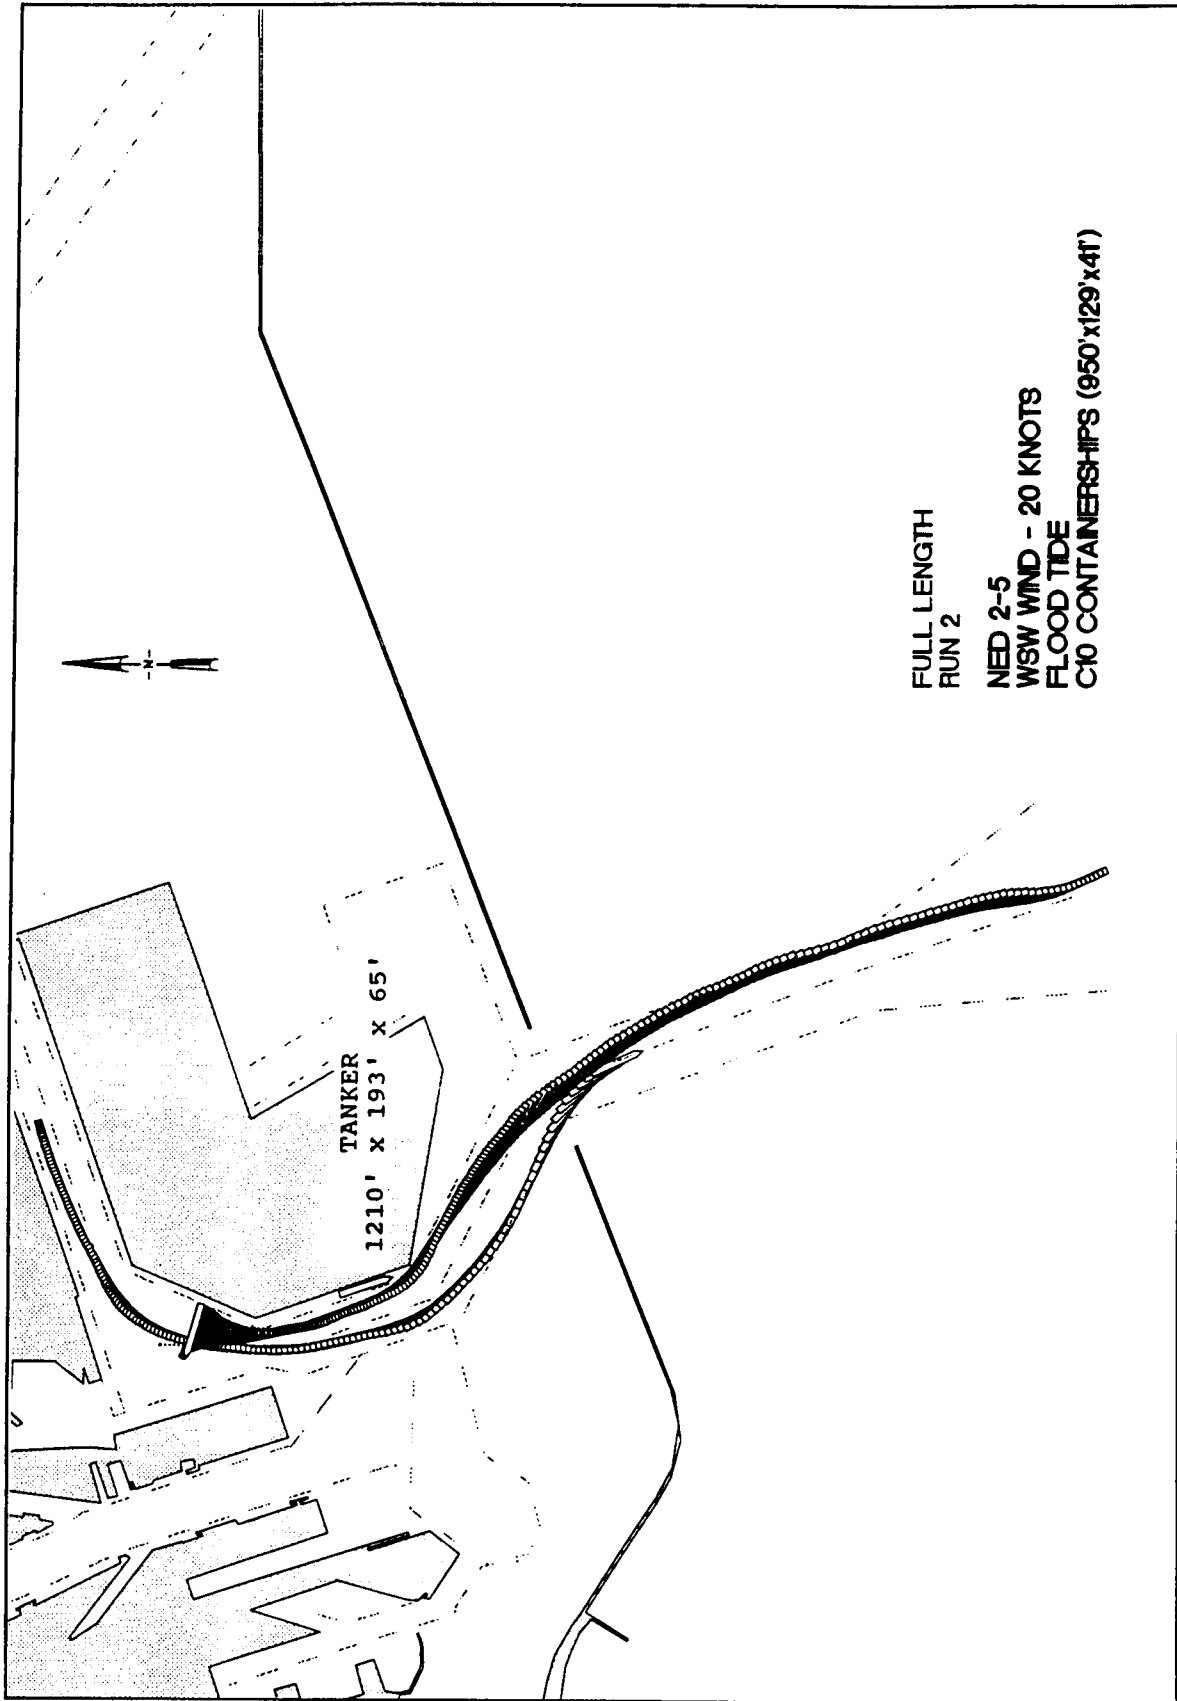 -N-
TANKER
1210' x 193' x 65'
FULL LENGTH
RUN 2
NED 2-5
WSW WIND - 20 KNOTS
FLOOD TIDE
C10 CONTAINERSHIPS (950'x129'x41')